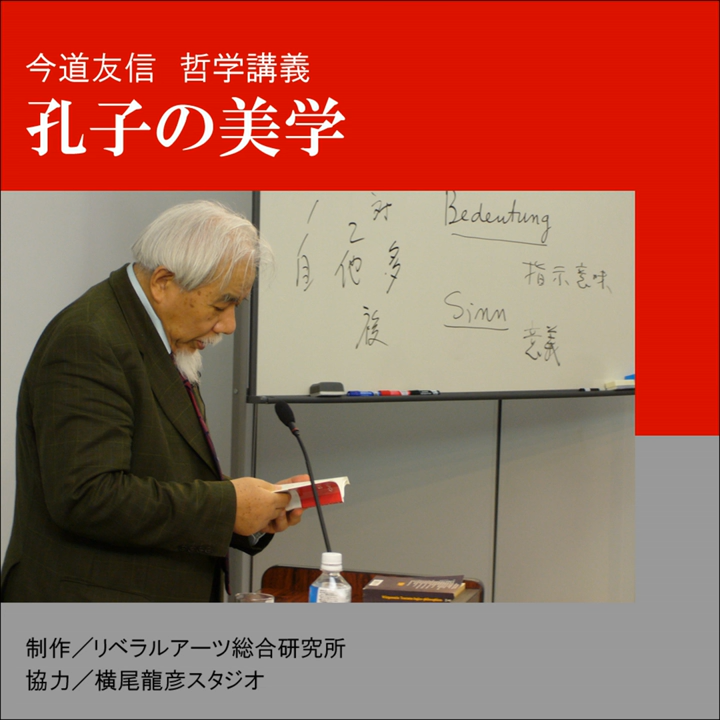 今道友信　哲学講義
孔子の美学
対
自 他 多
後
Bedeutung
指示意味
Sinn
意義
制作／リベラルアーツ総合研究所
協力／横尾龍彦スタジオ